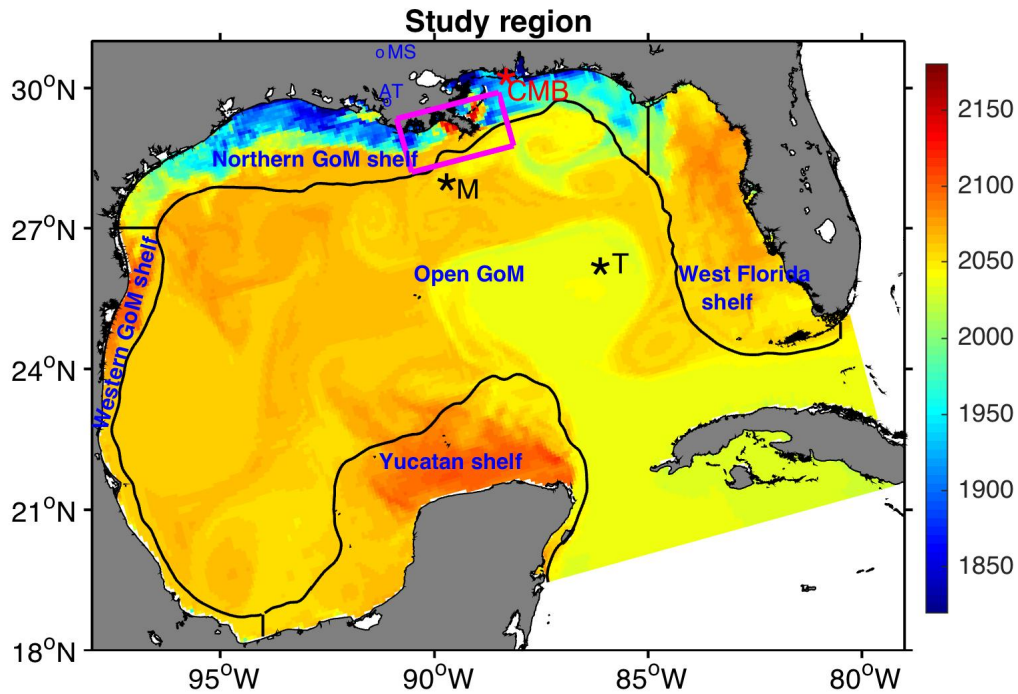 Study region
MS
30°N
AT
CMB
2150
Northern GoM shelf
2100
M
27°N
T
Open GoM
West Florida
shelf
2050
Western GoM shelf
2000
24°N
1950
Yucatan shelf
1900
21°N
1850
18°N
95°W
90°W
85°W
80°W